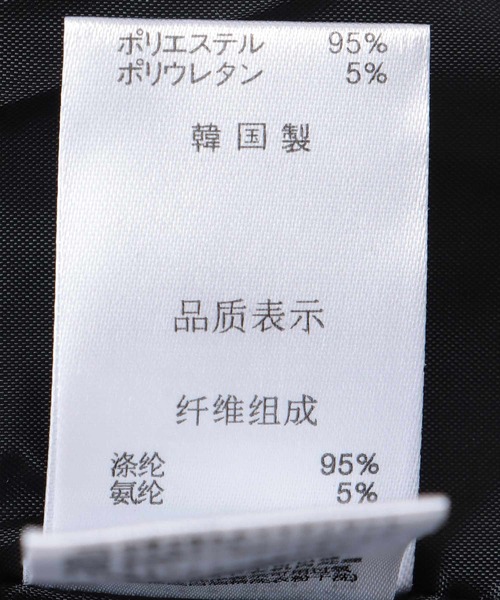 ポリエステル 95%
ポリウレタン 5%
韓国製
品质表示
纤维组成
涤纶 95%
氨纶 5%